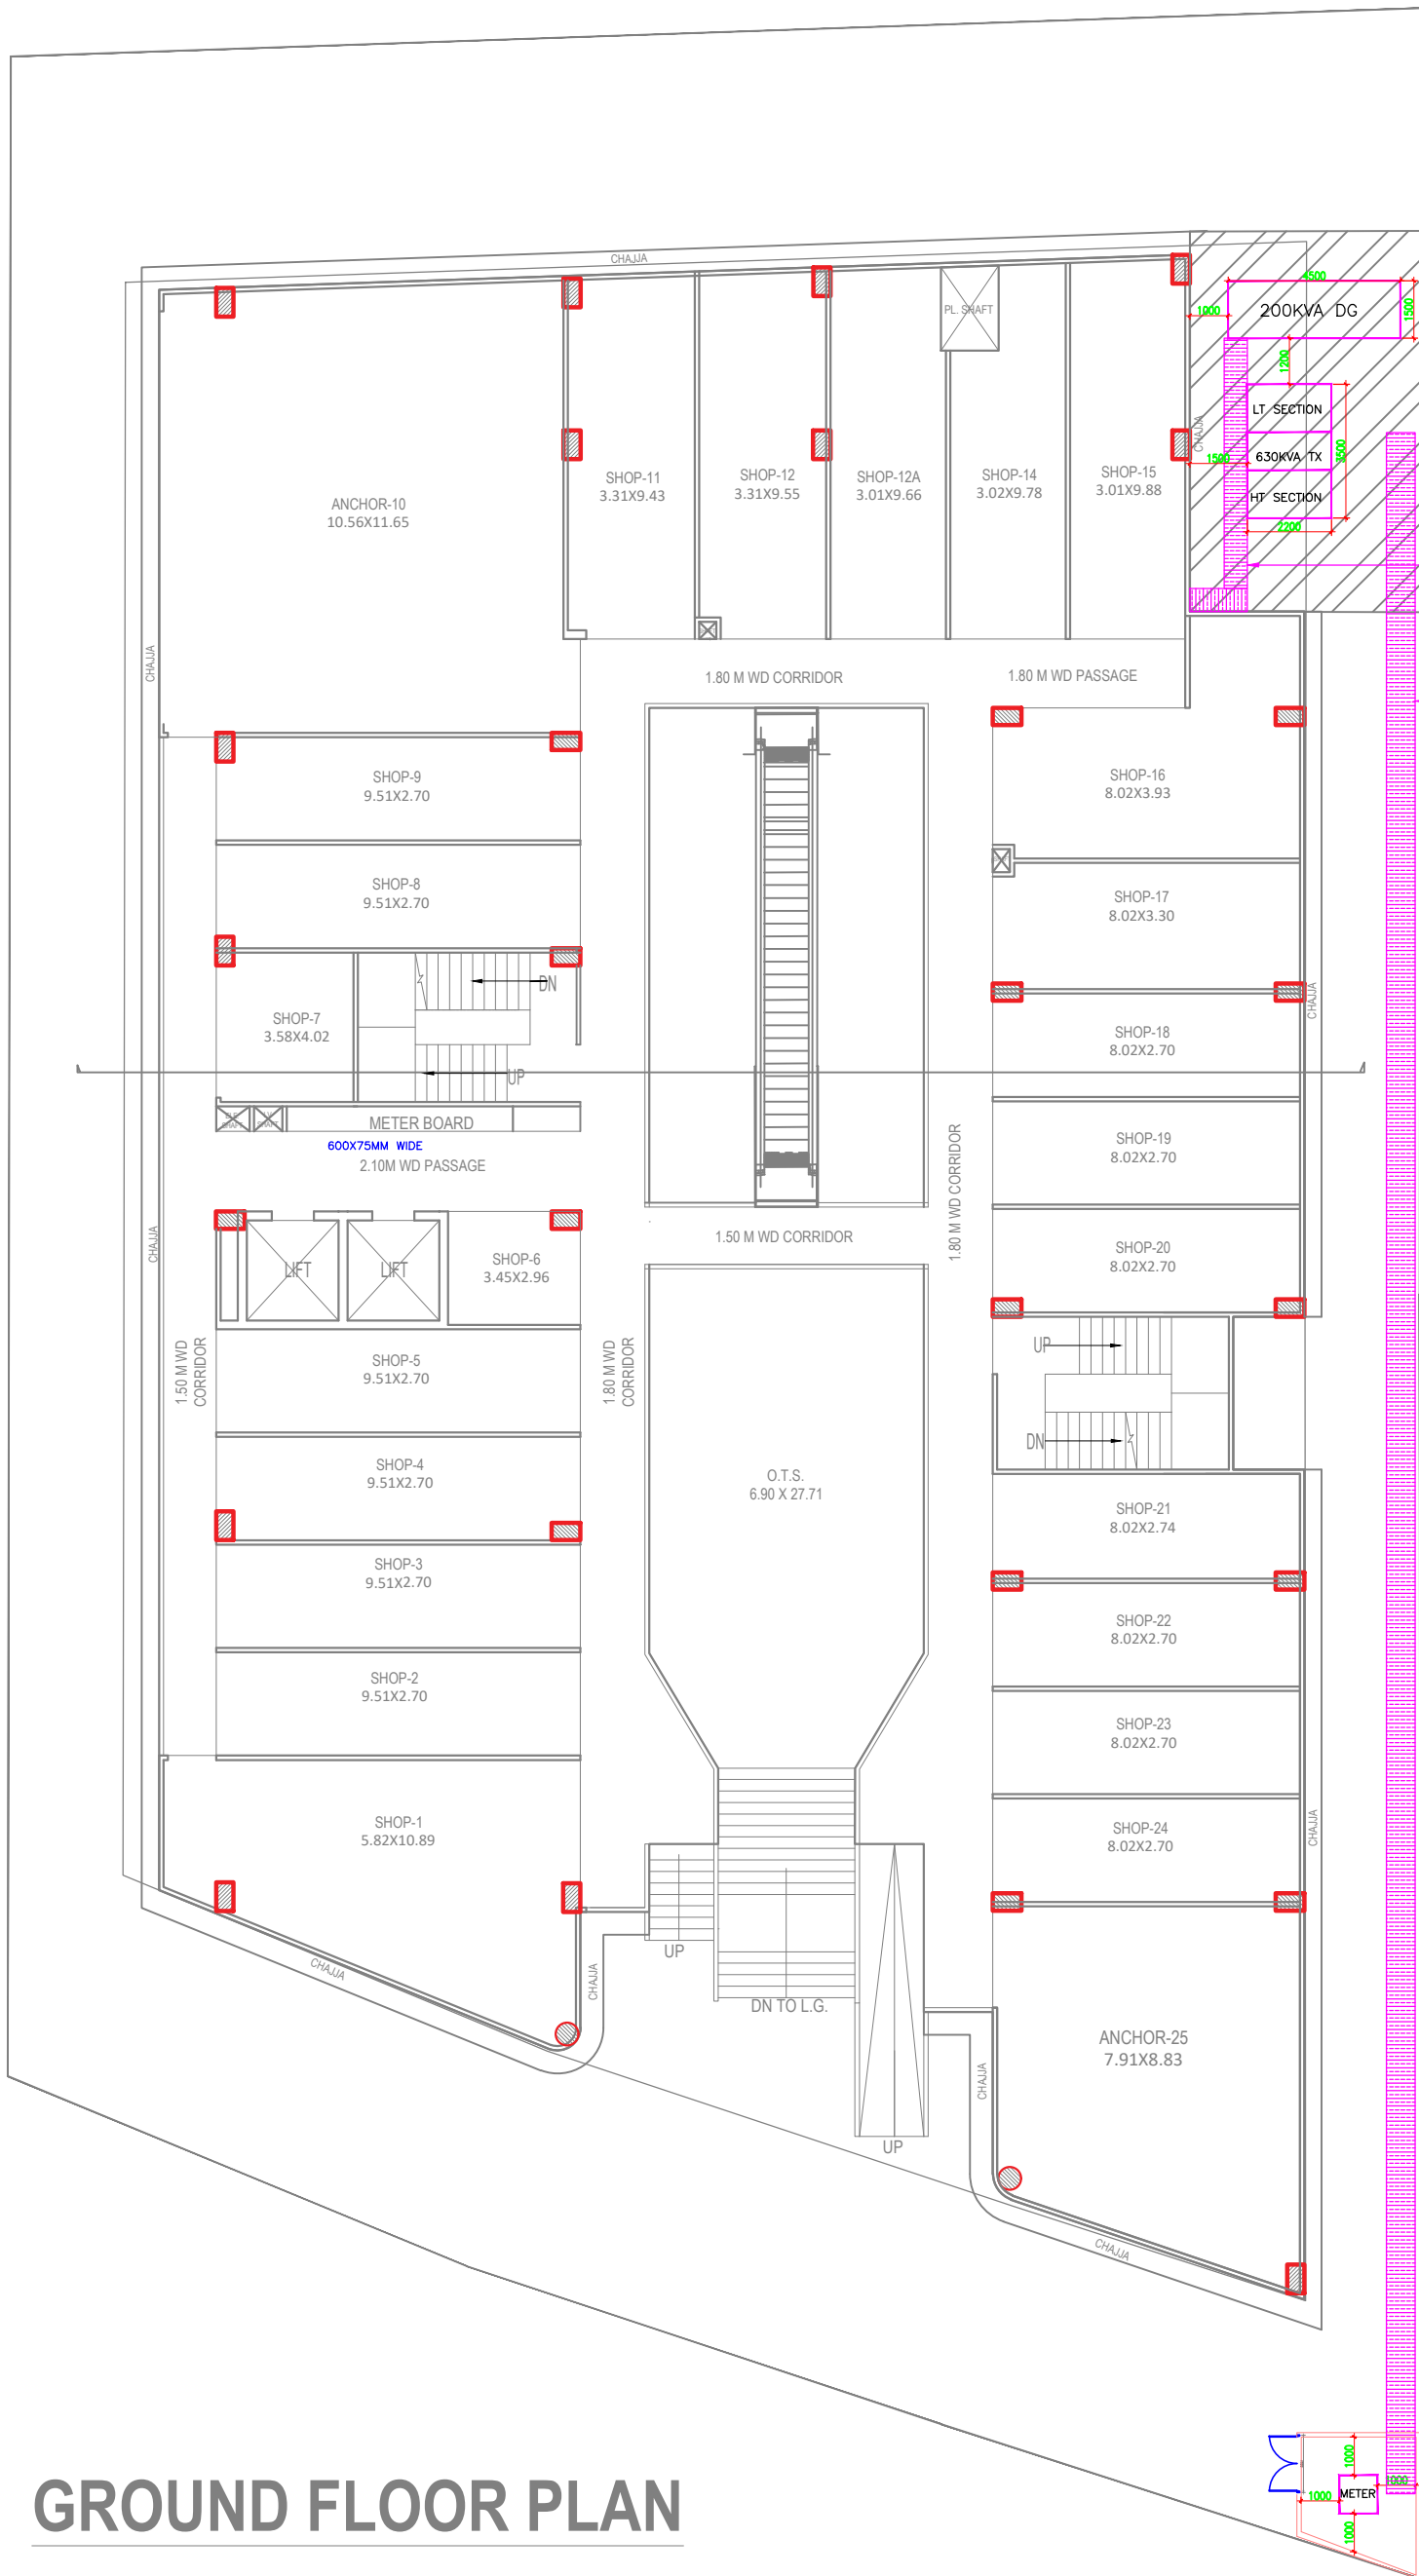 CHAJJA
4500
200KVA DG
1000
1500
PL. SHAFT
1200
LT SECTION
CHAJJA
3500
630KVA TX
1500
HT SECTION
2200
ANCHOR-10
10.56X11.65
SHOP-11
3.31X9.43
SHOP-12
3.31X9.55
SHOP-12A
3.01X9.66
SHOP-14
3.02X9.78
SHOP-15
3.01X9.88
CHAJJA
1.80 M WD CORRIDOR
1.80 M WD PASSAGE
SHOP-9
9.51X2.70
SHOP-16
8.02X3.93
SHOP-8
9.51X2.70
SHOP-17
8.02X3.30
DN
CHAJJA
SHOP-7
3.58X4.02
SHOP-18
8.02X2.70
UP
METER BOARD
600X75MM WIDE
2.10M WD PASSAGE
SHOP-19
8.02X2.70
1.80 M WD CORRIDOR
CHAJJA
1.50 M WD CORRIDOR
SHOP-20
8.02X2.70
LIFT
LIFT
SHOP-6
3.45X2.96
1.50 M WD
CORRIDOR
1.80 M WD
CORRIDOR
UP
SHOP-5
9.51X2.70
DN
SHOP-4
9.51X2.70
O.T.S.
6.90 X 27.71
SHOP-21
8.02X2.74
SHOP-3
9.51X2.70
SHOP-22
8.02X2.70
SHOP-2
9.51X2.70
SHOP-23
8.02X2.70
SHOP-1
5.82X10.89
SHOP-24
8.02X2.70
CHAJJA
UP
CHAJJA
CHAJJA
DN TO L.G.
ANCHOR-25
7.91X8.83
CHAJJA
UP
CHAJJA
1000
1000
METER
1000
1000
GROUND FLOOR PLAN